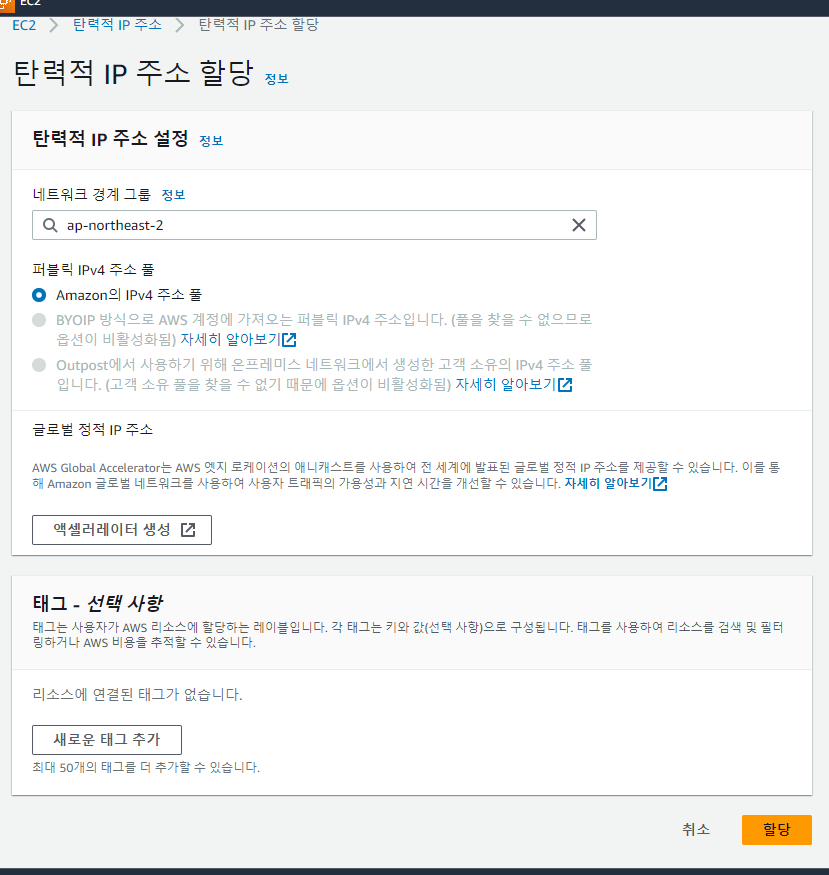 EC2
EC2 > 탄력적 IP 주소 > 탄력적 IP 주소 할당
탄력적 IP 주소 할당 정보
탄력적 IP 주소 설정 정보
네트워크 경계 그룹 정보
ap-northeast-2
퍼블릭 IPv4 주소 풀
Amazon의 IPv4 주소 풀
BYOIP 방식으로 AWS 계정에 가져오는 퍼블릭 IPv4 주소입니다. (풀을 찾을 수 없으므로
옵션이 비활성화됨) 자세히 알아보기
Outpost에서 사용하기 위해 온프레미스 네트워크에서 생성한 고객 소유의 IPv4 주소 풀
입니다. (고객 소유 풀을 찾을 수 없기 때문에 옵션이 비활성화됨) 자세히 알아보기
글로벌 정적 IP 주소
AWS Global Accelerator는 AWS 엣지 로케이션의 애니캐스트를 사용하여 전 세계에 발표된 글로벌 정적 IP 주소를 제공할 수 있습니다. 이를 통
해 Amazon 글로벌 네트워크를 사용하여 사용자 트래픽의 가용성과 지연 시간을 개선할 수 있습니다. 자세히 알아보기
액셀러레이터 생성
태그 - 선택 사항
태그는 사용자가 AWS 리소스에 할당하는 레이블입니다. 각 태그는 키와 값(선택 사항)으로 구성됩니다. 태그를 사용하여 리소스를 검색 및 필터
링하거나 AWS 비용을 추적할 수 있습니다.
리소스에 연결된 태그가 없습니다.
새로운 태그 추가
최대 50개의 태그를 더 추가할 수 있습니다.
취소 할당